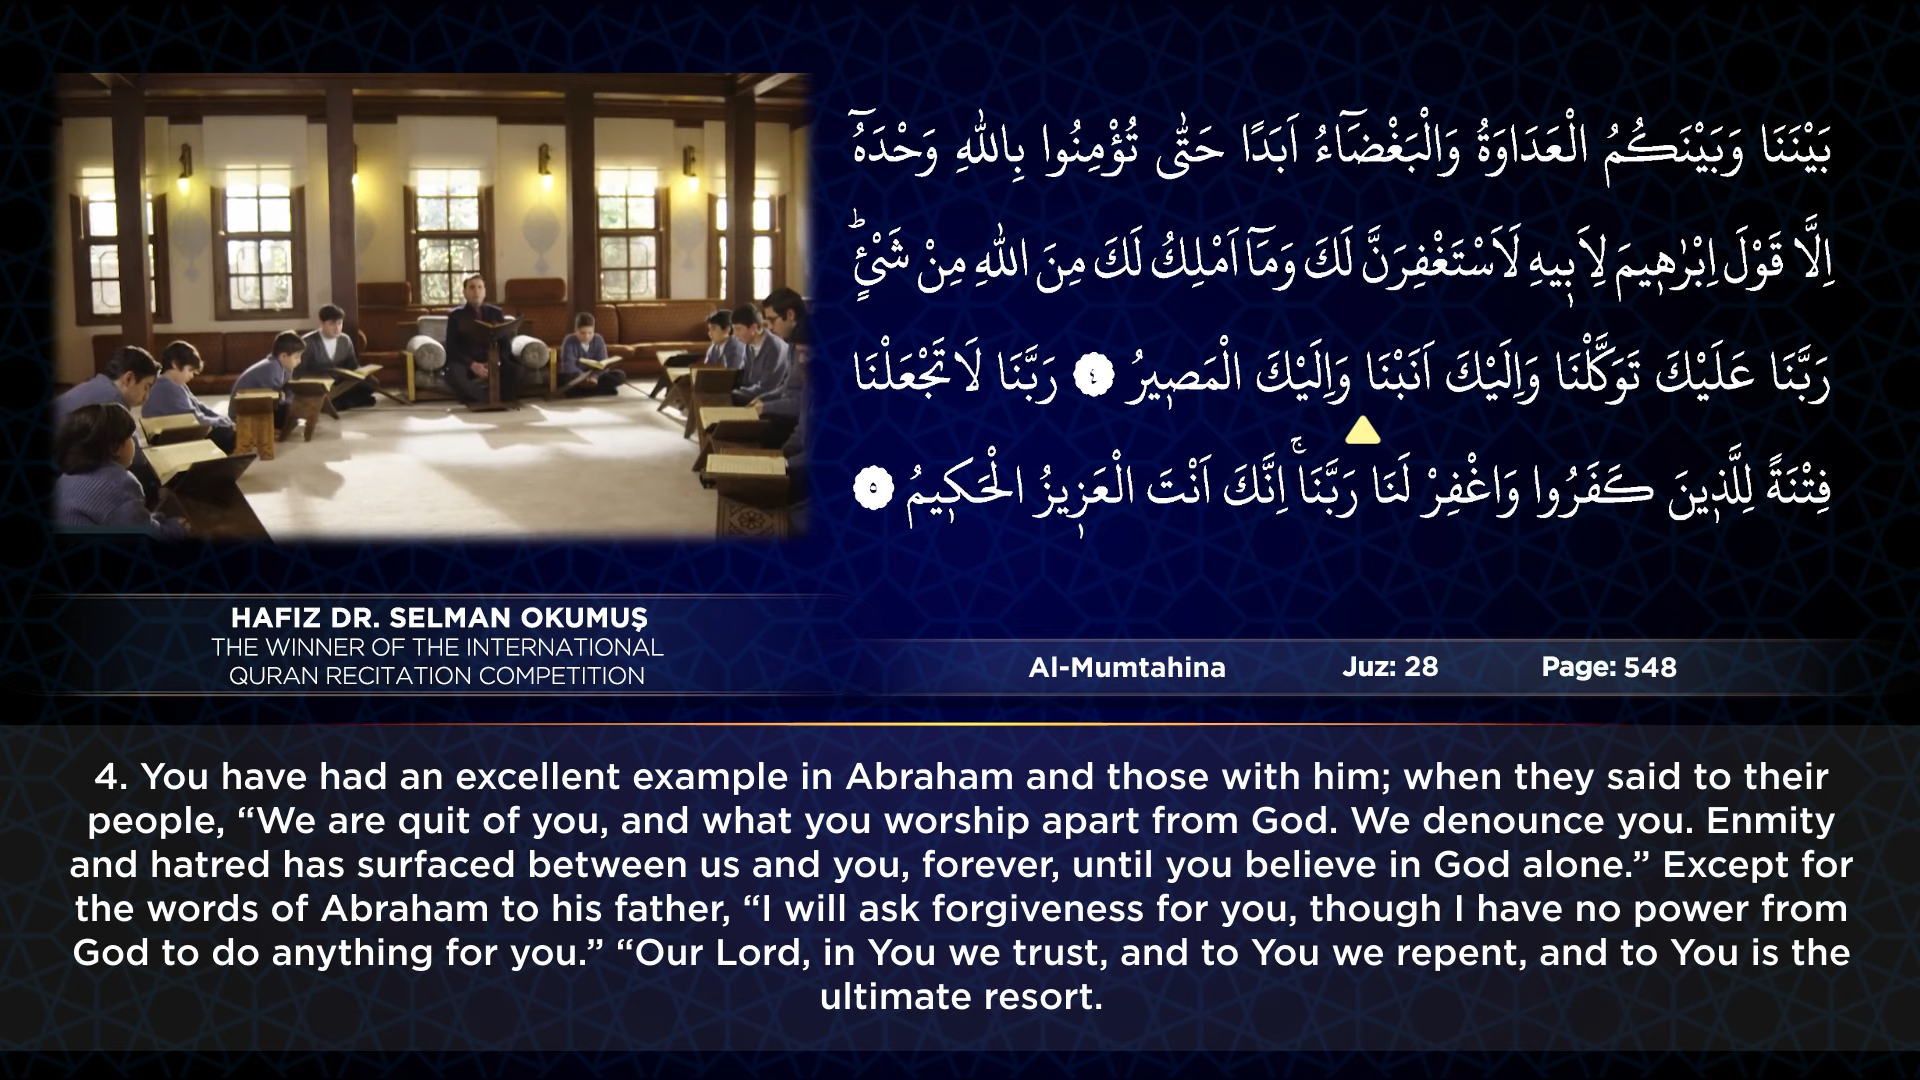 بَيْنَنَا وَبَيْنَكُمُ الْعَدَاوَةُ وَالْبَغْضَٓاءُ اَبَدًا حَتّٰى تُؤْمِنُوا بِاللّٰهِ وَحْدَهُٓ
اِلَّا قَوْلَ اِبْرٰه۪يمَ لِاَب۪يهِ لَاَسْتَغْفِرَنَّ لَكَ وَمَٓا اَمْلِكُ لَكَ مِنَ اللّٰهِ مِنْ شَيْءٍۜ
رَبَّنَا عَلَيْكَ تَوَكَّلْنَا وَاِلَيْكَ اَنَبْنَا وَاِلَيْكَ الْمَص۪يرُ ٤ رَبَّنَا لَا تَجْعَلْنَا
فِتْنَةً لِلَّذ۪ينَ كَفَرُوا وَاغْفِرْ لَنَا رَبَّنَاۚ اِنَّكَ اَنْتَ الْعَز۪يزُ الْحَك۪يمُ ٥
HAFIZ DR. SELMAN OKUMUŞ
THE WINNER OF THE INTERNATIONAL
QURAN RECITATION COMPETITION
Al-Mumtahina Juz: 28 Page: 548
4. You have had an excellent example in Abraham and those with him; when they said to their
people, “We are quit of you, and what you worship apart from God. We denounce you. Enmity
and hatred has surfaced between us and you, forever, until you believe in God alone.” Except for
the words of Abraham to his father, “I will ask forgiveness for you, though I have no power from
God to do anything for you.” “Our Lord, in You we trust, and to You we repent, and to You is the
ultimate resort.